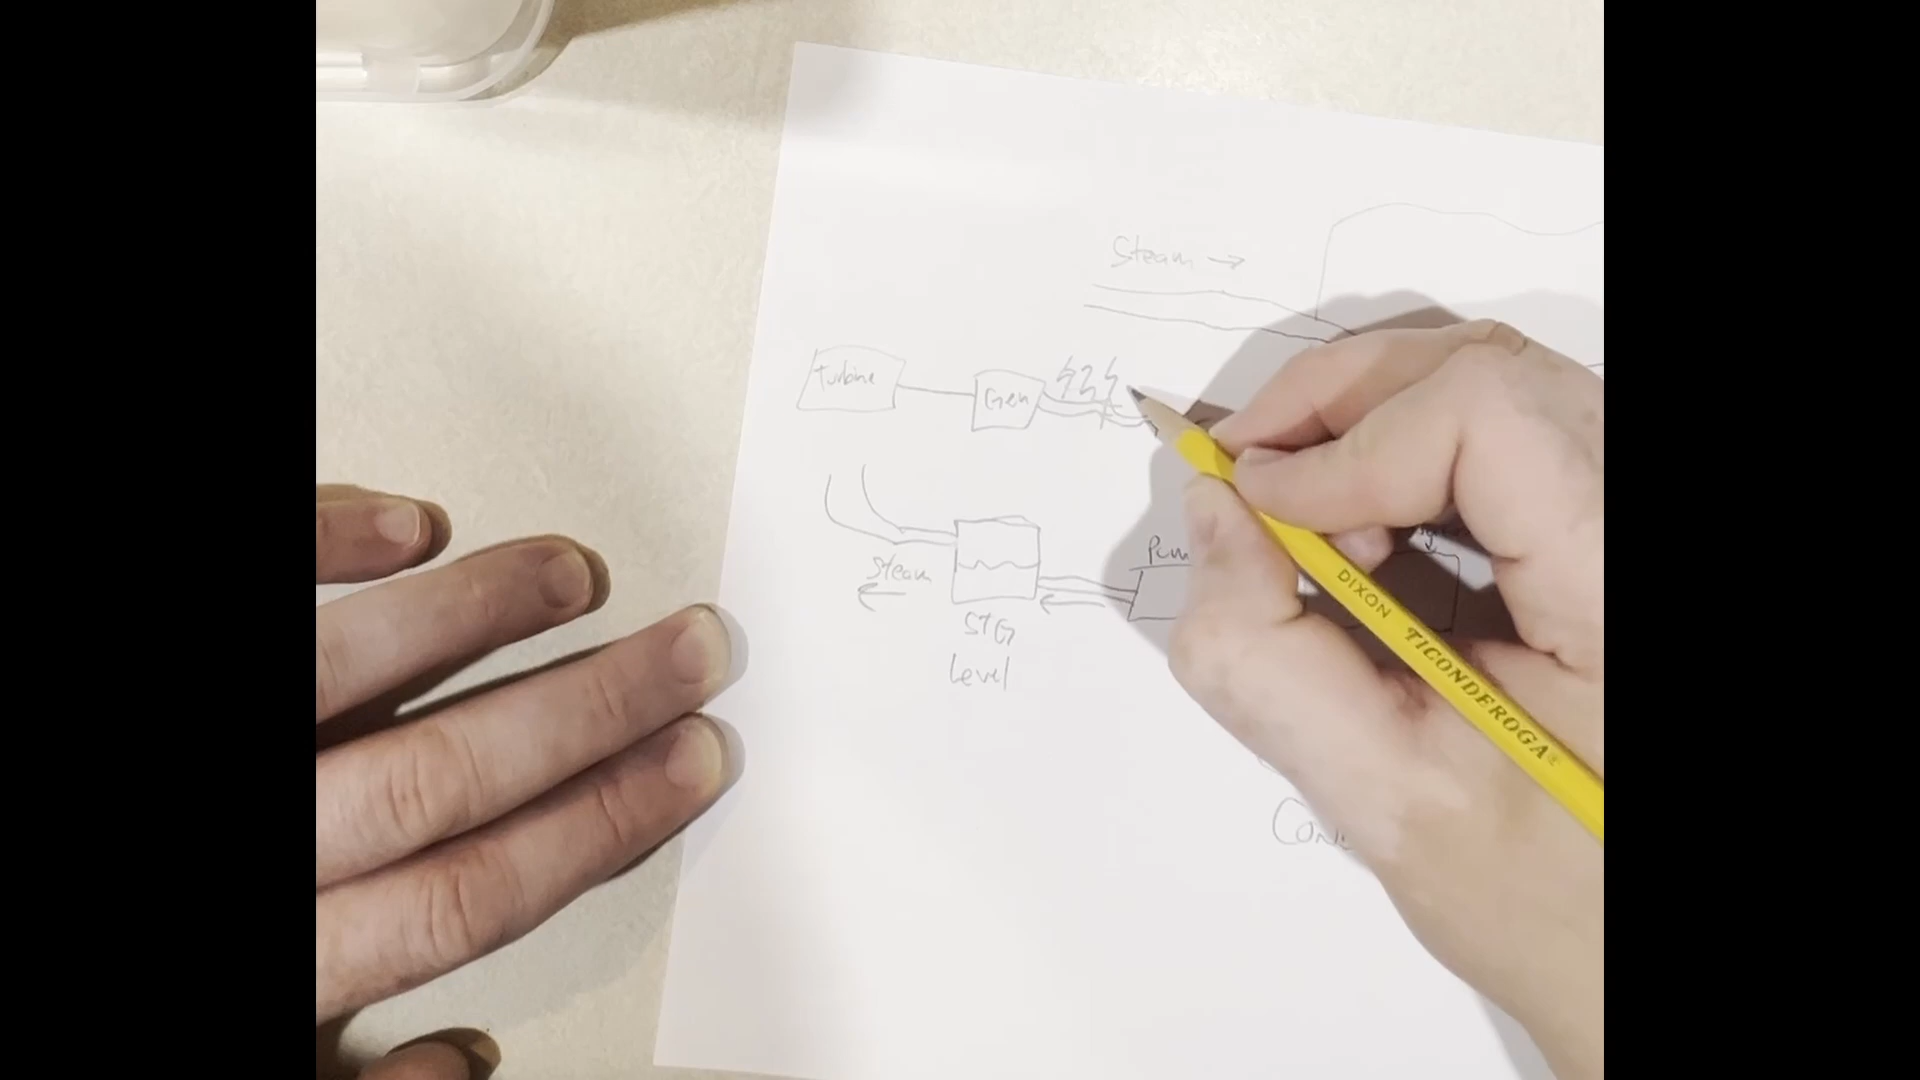 Steam →
Turbine
Gen
Steam
STG
Level
DIXON TICONDEROGA®